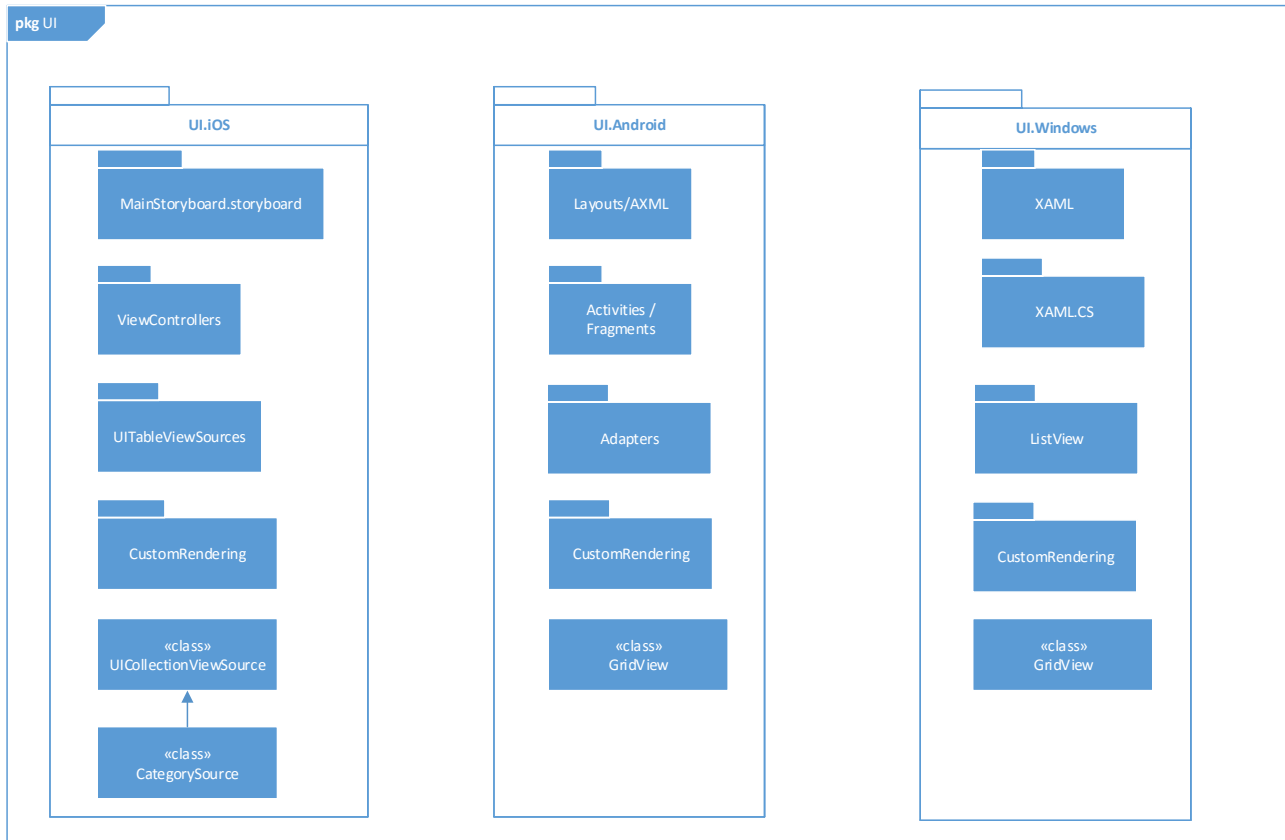 pkg UI
UI.iOS
MainStoryboard.storyboard
ViewControllers
UITableViewSources
CustomRendering
«class»
UICollectionViewSource
«class»
CategorySource
UI.Android
Layouts/AXML
Activities /
Fragments
Adapters
CustomRendering
«class»
GridView
UI.Windows
XAML
XAML.CS
ListView
CustomRendering
«class»
GridView